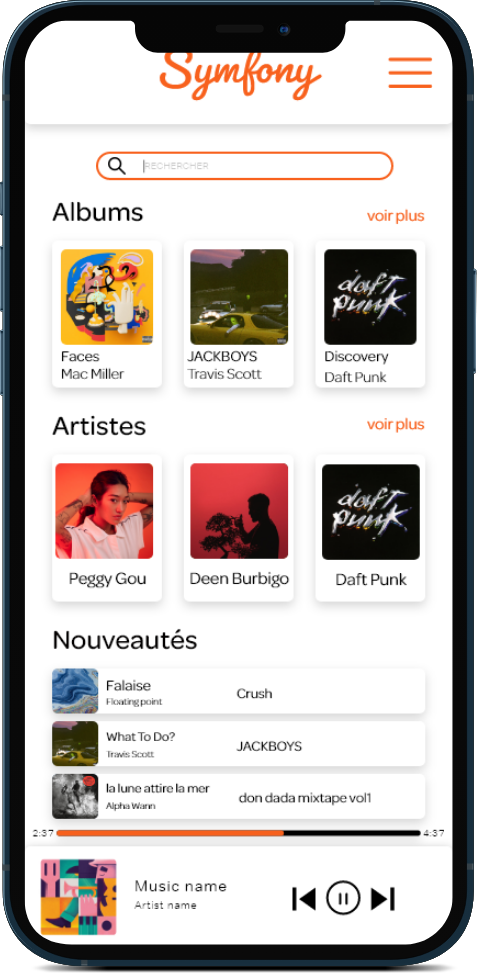 Symfony
RECHERCHER
Albums
voir plus
Faces
Mac Miller
JACKBOYS
Travis Scott
Discovery
Daft Punk
Artistes
voir plus
daft
punk
Peggy Gou
Deen Burbigo
Daft Punk
Nouveautés
Falaise
Floating point
Crush
What To Do?
Travis Scott
JACKBOYS
la lune attire la mer
Alpha Wann
don dada mixtape vol1
2:37
4:37
Music name
Artist name